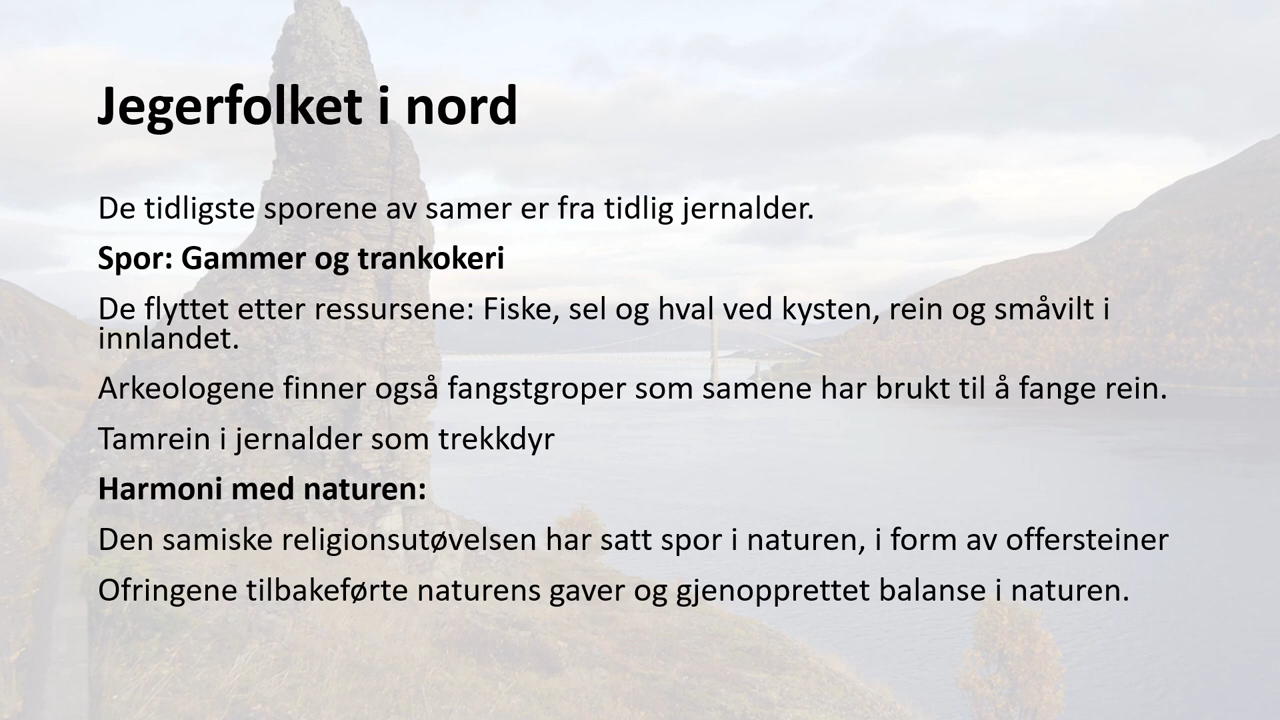 Jegerfolket i nord
De tidligste sporene av samer er fra tidlig jernalder.
Spor: Gammer og trankokeri
De flyttet etter ressursene: Fiske, sel og hval ved kysten, rein og småvilt i
innlandet.
Arkeologene finner også fangstgroper som samene har brukt til å fange rein.
Tamrein i jernalder som trekkdyr
Harmoni med naturen:
Den samiske religionsutøvelsen har satt spor i naturen, i form av offersteiner
Ofringene tilbakeførte naturens gaver og gjenopprettet balanse i naturen.